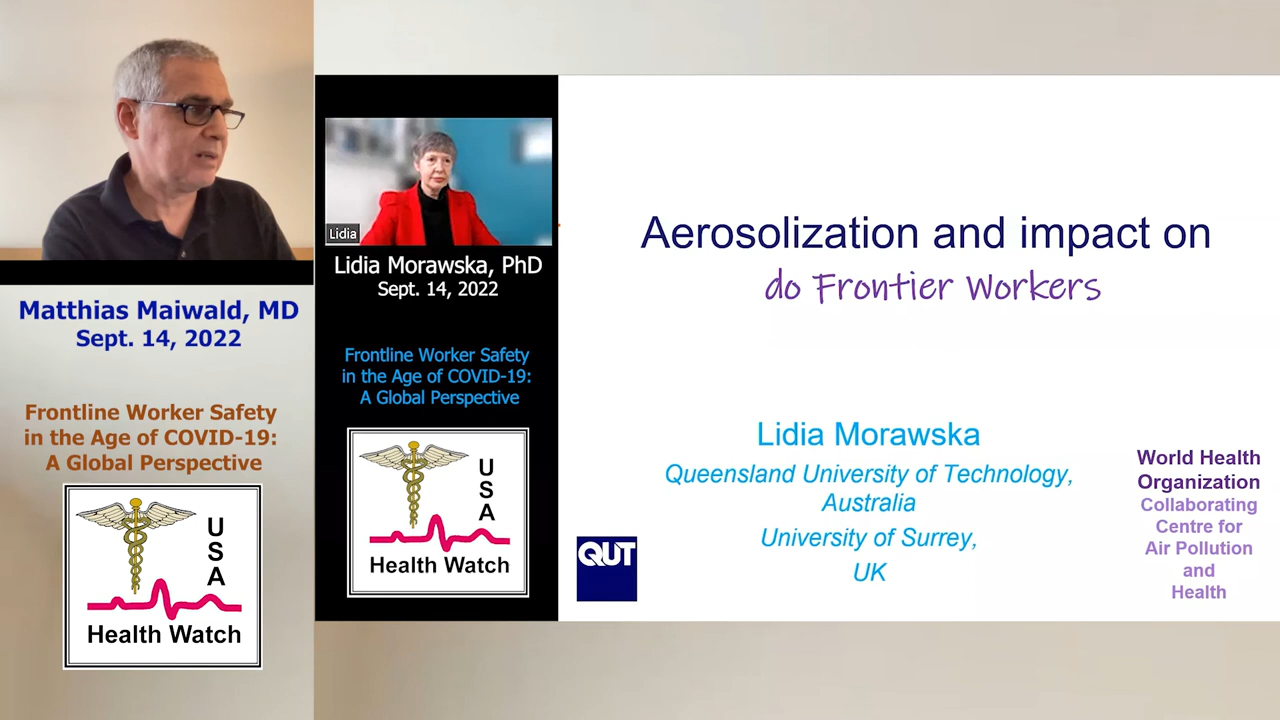 Matthias Maiwald, MD
Sept. 14, 2022
Frontline Worker Safety
in the Age of COVID-19:
A Global Perspective
USA
Health Watch
Lidia
Lidia Morawska, PhD
Sept. 14, 2022
Frontline Worker Safety
in the Age of COVID-19:
A Global Perspective
USA
Health Watch
Aerosolization and impact on
do Frontier Workers
Lidia Morawska
Queensland University of Technology,
Australia
University of Surrey,
UK
QUT
World Health
Organization
Collaborating
Centre for
Air Pollution
and
Health